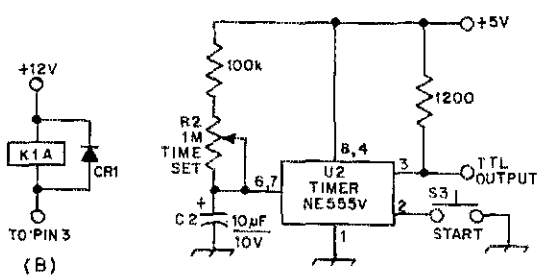 +12V
K1A
CR1
TO PIN 3
(B)
+5V
100k
R2
1M
TIME
SET
1200
8,4
6,7
U2
TIMER
NE555V
3
TTL
OUTPUT
2
S3
START
1
+
C2
10µF
10V